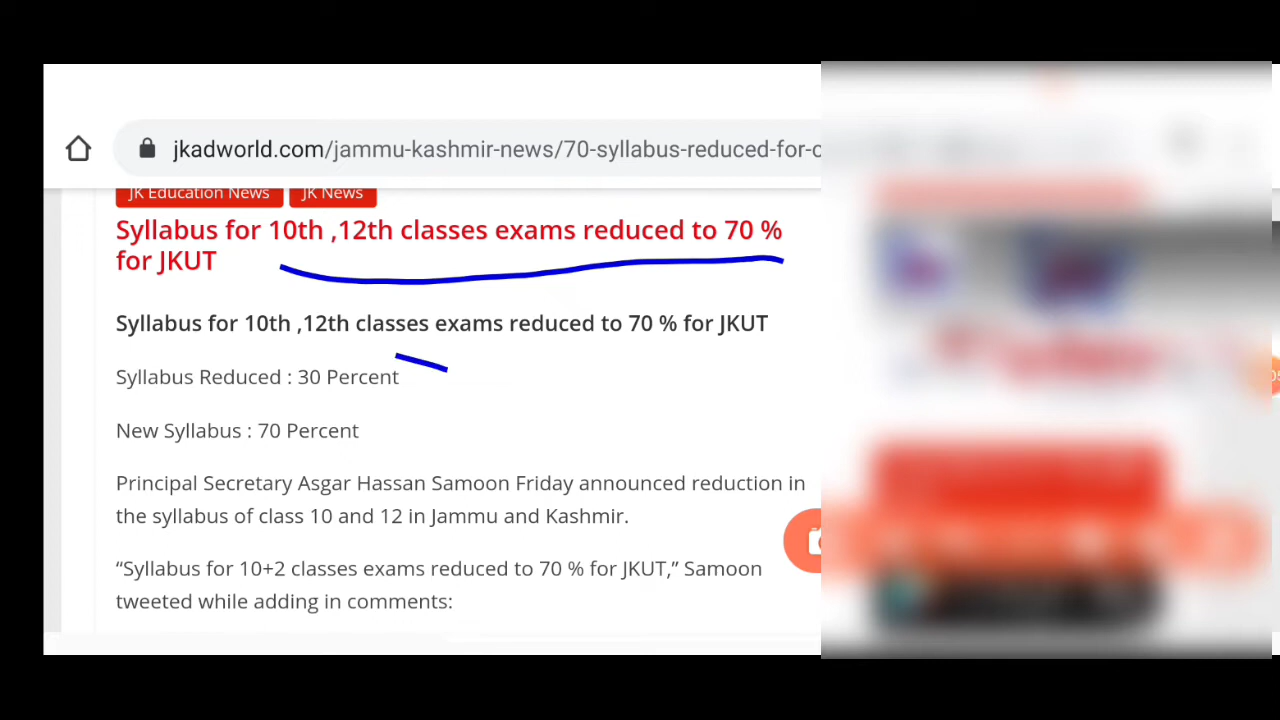 jkadworld.com/jammu-kashmir-news/70-syllabus-reduced-for-c
JK Education News JK News
Syllabus for 10th ,12th classes exams reduced to 70 %
for JKUT
Syllabus for 10th ,12th classes exams reduced to 70 % for JKUT
Syllabus Reduced : 30 Percent
New Syllabus : 70 Percent
Principal Secretary Asgar Hassan Samoon Friday announced reduction in
the syllabus of class 10 and 12 in Jammu and Kashmir.
“Syllabus for 10+2 classes exams reduced to 70 % for JKUT,” Samoon
tweeted while adding in comments: